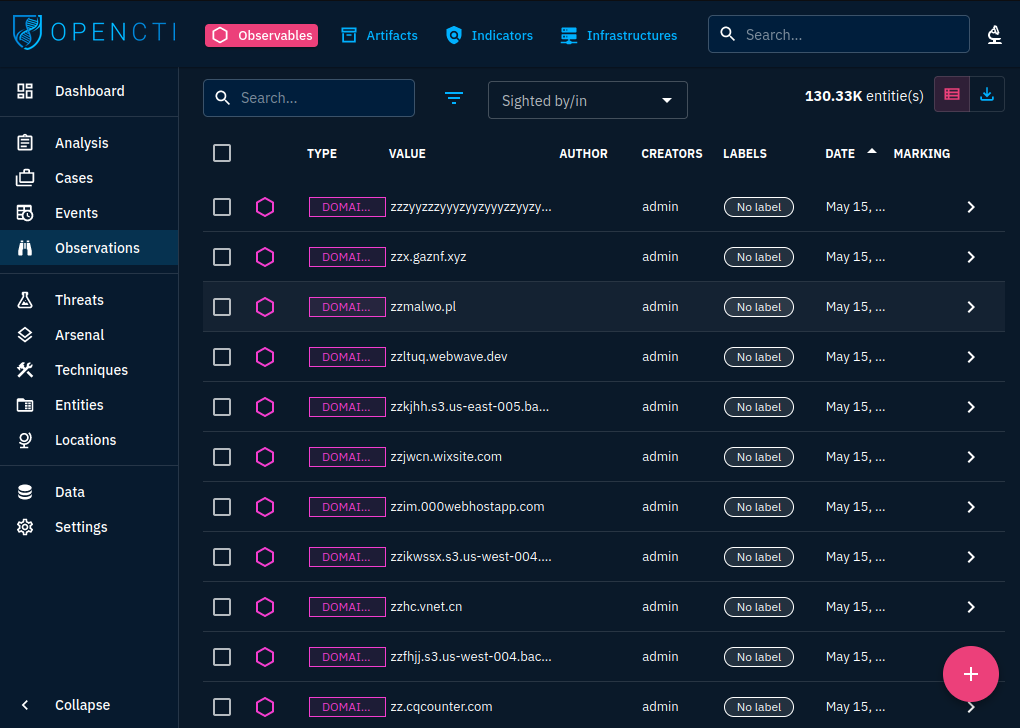 OPENCTI
Observables
Artifacts
Indicators
Infrastructures
Search...
Dashboard
Analysis
Cases
Events
Observations
Threats
Arsenal
Techniques
Entities
Locations
Data
Settings
Collapse
Search...
Sighted by/in
130.33K entitie(s)
TYPE VALUE AUTHOR CREATORS LABELS DATE MARKING
DOMAI... zzzyyzzzyyyzyyzyyyzzyyzy... admin No label May 15, ...
DOMAI... zzx.gaznf.xyz admin No label May 15, ...
DOMAI... zzmalwo.pl admin No label May 15, ...
DOMAI... zzltuq.webwave.dev admin No label May 15, ...
DOMAI... zzkjhh.s3.us-east-005.ba... admin No label May 15, ...
DOMAI... zzjwcn.wixsite.com admin No label May 15, ...
DOMAI... zzim.000webhostapp.com admin No label May 15, ...
DOMAI... zzikwssx.s3.us-west-004.... admin No label May 15, ...
DOMAI... zzhc.vnet.cn admin No label May 15, ...
DOMAI... zzfhjj.s3.us-west-004.bac... admin No label May 15, ...
DOMAI... zz.cqcounter.com admin No label May 15, ...